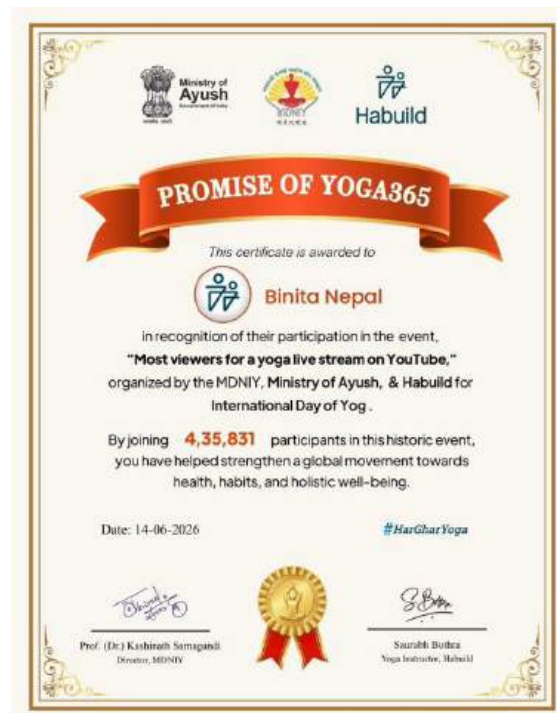 Ministry of
Ayush
Government of India
MDNIY
Habuild
PROMISE OF YOGA365
This certificate is awarded to
Binita Nepal
in recognition of their participation in the event,
"Most viewers for a yoga live stream on YouTube,"
organized by the MDNIY, Ministry of Ayush, & Habuild for
International Day of Yog .
By joining 4,35,831 participants in this historic event,
you have helped strengthen a global movement towards
health, habits, and holistic well-being.
Date: 14-06-2026 #HarGharYoga
Prof. (Dr.) Kashinath Samagandi
Director, MDNIY
Saurabh Bothra
Yoga Instructor, Habuild